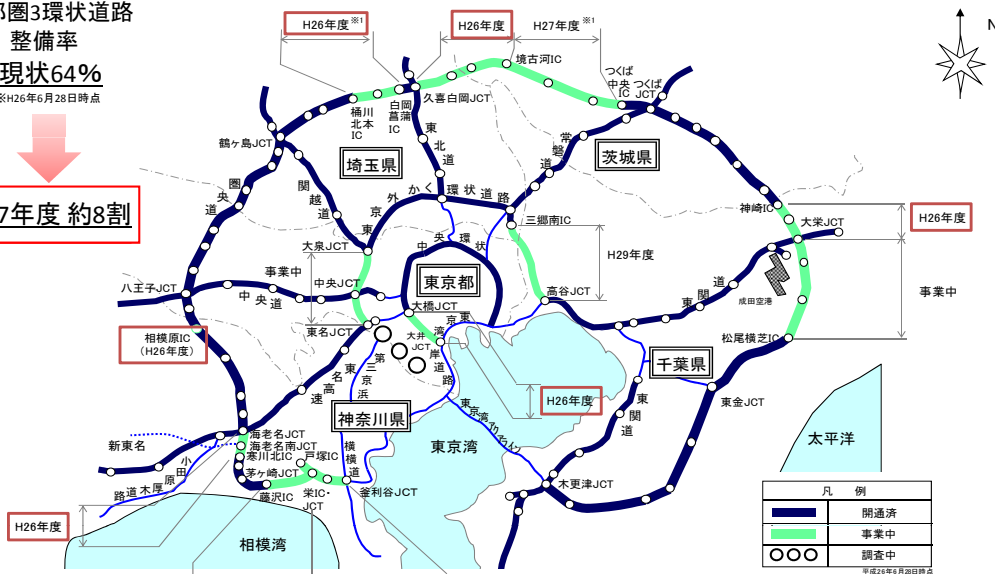 都圏3環状道路
整備率
現状64%
※H26年6月28日時点
7年度 約8割
H26年度※1
H26年度
H27年度※1
N
境古河IC
つくば中央IC
つくばJCT
久喜白岡JCT
白岡菖蒲IC
桶川北本IC
東北道
常磐道
鶴ヶ島JCT
埼玉県
茨城県
圏央道
関越道
東京外かく環状道路
三郷南IC
神崎IC
大栄JCT
H26年度
大泉JCT
中央環状
H29年度
東京都
東関道
成田空港
事業中
八王子JCT
中央道
事業中
中央JCT
高谷JCT
大橋JCT
東名JCT
大井JCT
東京湾岸道路
松尾横芝IC
相模原IC
(H26年度)
東名高速
第三京浜
千葉県
H26年度
東関道
東金JCT
神奈川県
東京湾
東京湾アクアライン
太平洋
新東名
海老名JCT
海老名南JCT
寒川北IC
戸塚IC
横横道
小田原厚木道路
茅ヶ崎JCT
藤沢IC
栄IC・JCT
釜利谷JCT
木更津JCT
H26年度
相模湾
凡 例
開通済
事業中
調査中
平成26年6月28日時点